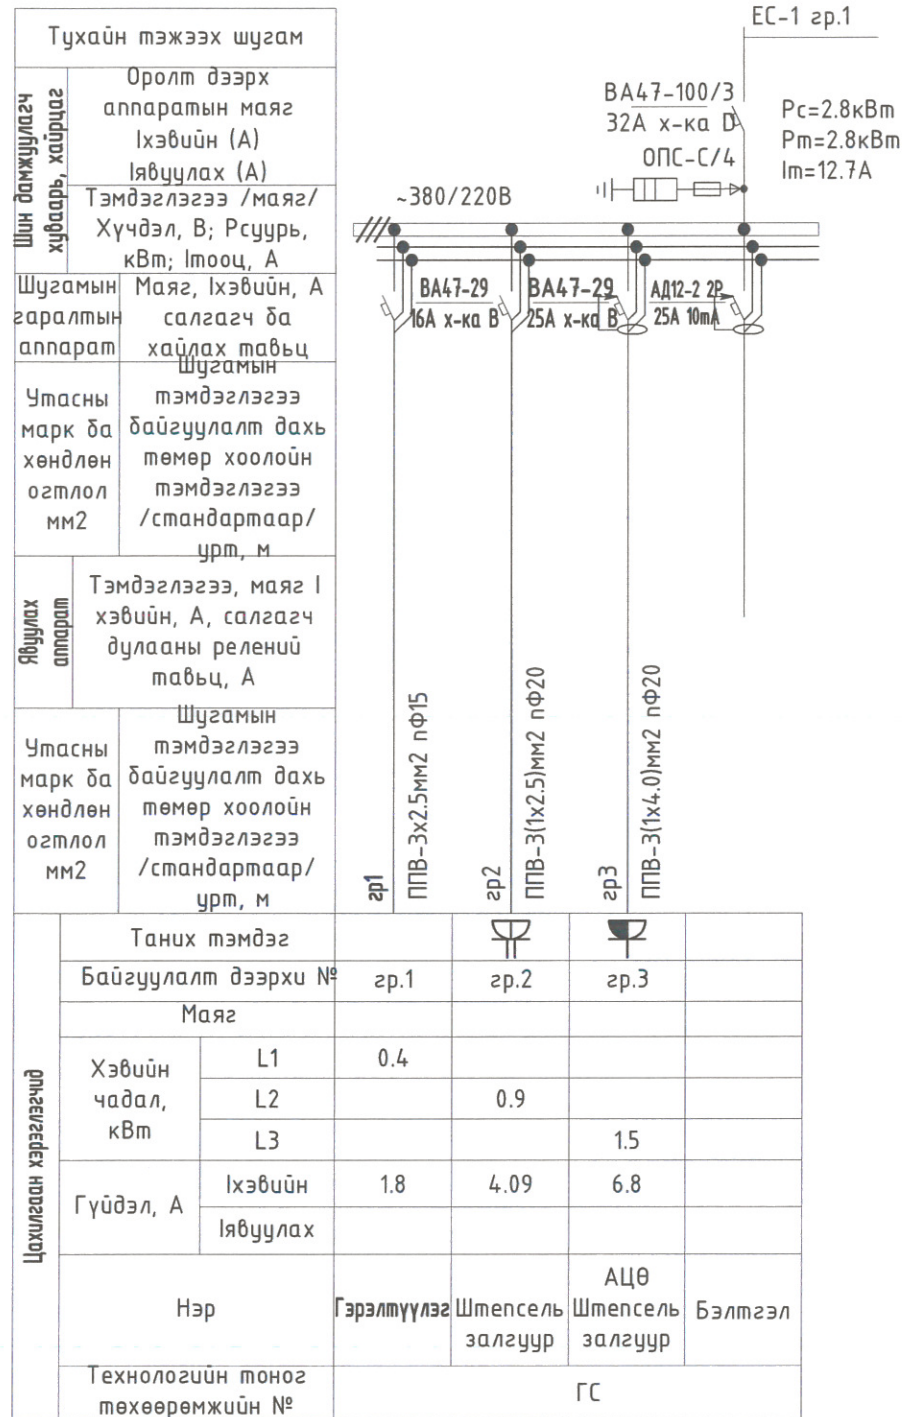 ЕС-1 гр.1
Тухайн тэжээх шугам
Шин дамжуулагч
хуваарь, хайрцаг
Оролт дээрх
аппаратын маяг
Iхэвийн (А)
Iявуулах (А)
ВА47-100/3
32А х-ка D
ОПС-С/4
Рс=2.8кВт
Рт=2.8кВт
Iт=12.7А
Тэмдэглэгээ /маяг/
Хүчдэл, В; Рсуурь,
кВт; Iтооц, А
~380/220В
Шугамын
гаралтын
аппарат
Маяг, Iхэвийн, А
салгагч ба
хайлах тавьц
ВА47-29
16А х-ка В
ВА47-29
25А х-ка В
АД12-2 2Р
25А 10mA
Утасны
марк ба
хөндлөн
огтлол
мм2
Шугамын
тэмдэглэгээ
байгуулалт дахь
төмөр хоолойн
тэмдэглэгээ
/стандартаар/
урт, м
Явуулах
аппарат
Тэмдэглэгээ, маяг I
хэвийн, А, салгагч
дулааны релений
тавьц, А
Утасны
марк ба
хөндлөн
огтлол
мм2
Шугамын
тэмдэглэгээ
байгуулалт дахь
төмөр хоолойн
тэмдэглэгээ
/стандартаар/
урт, м
гр1
ППВ-3х2.5мм2 пФ15
гр2
ППВ-3(1х2.5)мм2 пФ20
гр3
ППВ-3(1х4.0)мм2 пФ20
Цахилгаан хэрэглэгчид
Таних тэмдэг
Байгуулалт дээрхи № гр.1 гр.2 гр.3
Маяг
Хэвийн
чадал,
кВт
L1 0.4
L2 0.9
L3 1.5
Гүйдэл, А
Iхэвийн 1.8 4.09 6.8
Iявуулах
Нэр
Гэрэлтүүлэг
Штепсель
залгуур
АЦӨ
Штепсель
залгуур
Бэлтгэл
Технологийн тоног
төхөөрөмжийн №
ГС